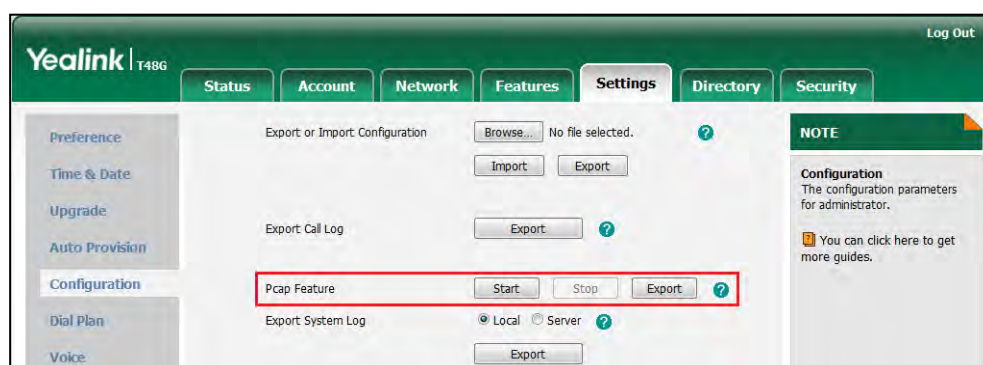 Log Out
Yealink | T48G
Status Account Network Features Settings Directory Security
Preference
Time & Date
Upgrade
Auto Provision
Configuration
Dial Plan
Voice
Export or Import Configuration Browse... No file selected. ?
Import Export
Export Call Log Export ?
Pcap Feature Start Stop Export ?
Export System Log Local Server ?
Export
NOTE
Configuration
The configuration parameters
for administrator.
? You can click here to get
more guides.